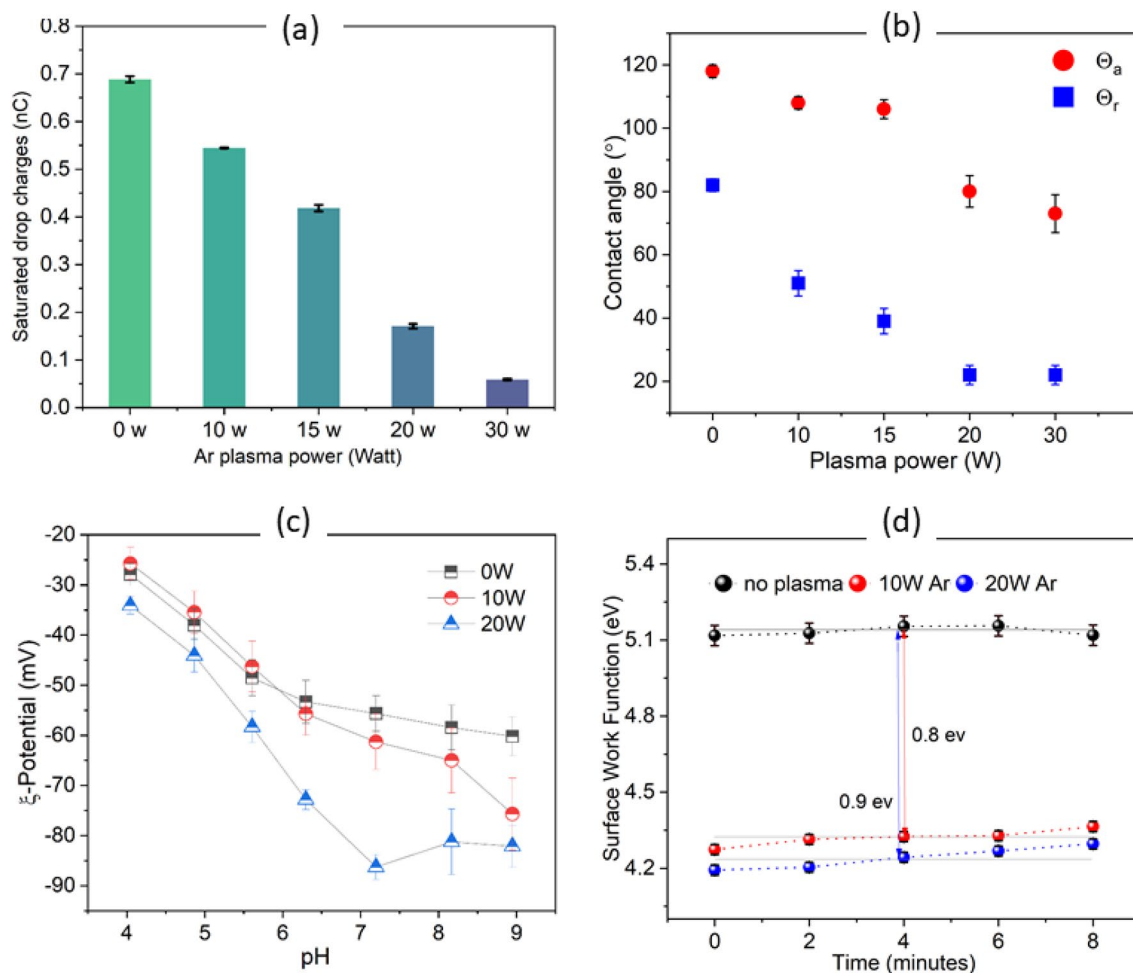 (a)
Saturated drop charges (nC)
0.8
0.7
0.6
0.5
0.4
0.3
0.2
0.1
0.0
0 w 10 w 15 w 20 w 30 w
Ar plasma power (Watt)
(b)
Contact angle (°)
120
100
80
60
40
20
Θa
Θr
0 10 15 20 30
Plasma power (W)
(c)
ξ-Potential (mV)
-20
-30
-40
-50
-60
-70
-80
-90
0W
10W
20W
4 5 6 7 8 9
pH
(d)
Surface Work Function (eV)
5.4
5.1
4.8
4.5
4.2
no plasma 10W Ar 20W Ar
0.8 ev
0.9 ev
0 2 4 6 8
Time (minutes)